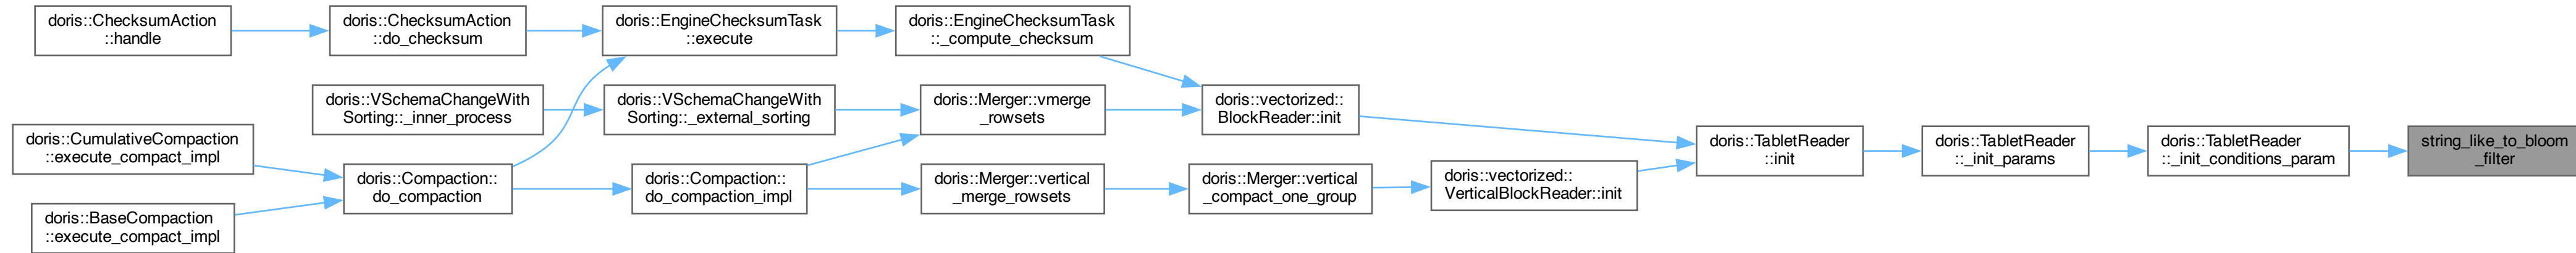 doris::ChecksumAction
::handle
doris::ChecksumAction
::do_checksum
doris::EngineChecksumTask
::execute
doris::EngineChecksumTask
::_compute_checksum
doris::VSchemaChangeWith
Sorting::_inner_process
doris::VSchemaChangeWith
Sorting::_external_sorting
doris::Merger::vmerge
_rowsets
doris::vectorized::
BlockReader::init
doris::CumulativeCompaction
::execute_compact_impl
doris::TabletReader
::init
doris::TabletReader
::_init_params
doris::TabletReader
::_init_conditions_param
string_like_to_bloom
_filter
doris::Compaction::
do_compaction
doris::Compaction::
do_compaction_impl
doris::Merger::vertical
_merge_rowsets
doris::Merger::vertical
_compact_one_group
doris::vectorized::
VerticalBlockReader::init
doris::BaseCompaction
::execute_compact_impl